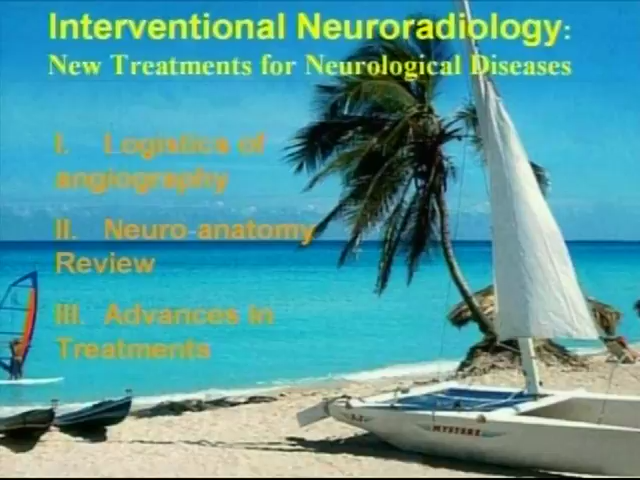 Interventional Neuroradiology:
New Treatments for Neurological Diseases
I. Logistics of
angiography
II. Neuro-anatomy
Review
III. Advances in
Treatments
MYSTERE